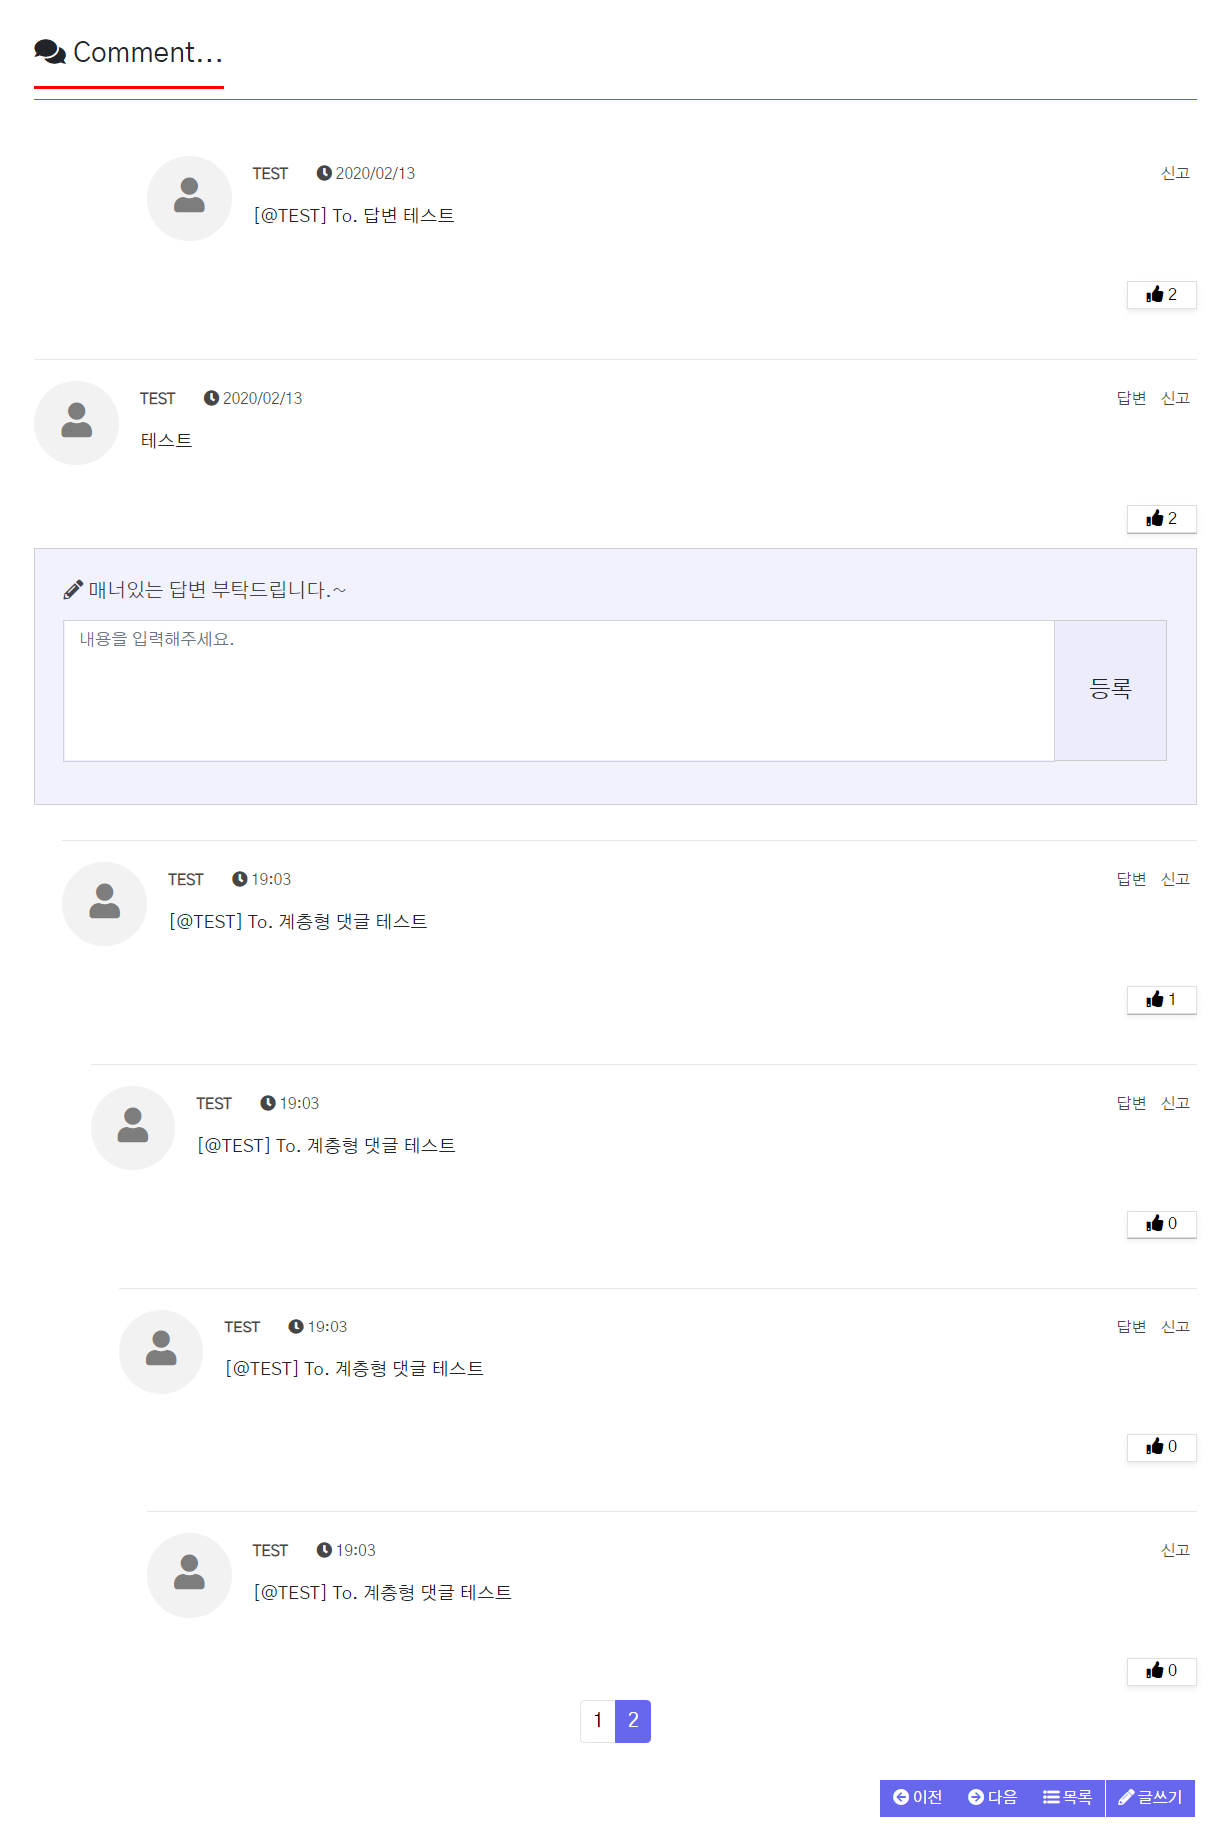 Comment...
TEST 2020/02/13 신고
[@TEST] To. 답변 테스트
2
TEST 2020/02/13 답변 신고
테스트
2
매너있는 답변 부탁드립니다.~
내용을 입력해주세요.
등록
TEST 19:03 답변 신고
[@TEST] To. 계층형 댓글 테스트
1
TEST 19:03 답변 신고
[@TEST] To. 계층형 댓글 테스트
0
TEST 19:03 답변 신고
[@TEST] To. 계층형 댓글 테스트
0
TEST 19:03 신고
[@TEST] To. 계층형 댓글 테스트
0
1 2
이전 다음 목록 글쓰기